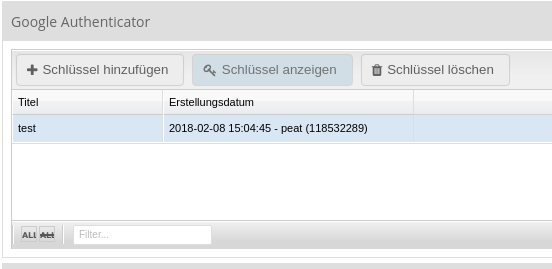 Google Authenticator
Schlüssel hinzufügen Schlüssel anzeigen Schlüssel löschen
Titel Erstellungsdatum
test 2018-02-08 15:04:45 - peat (118532289)
ALL ALL Filter...